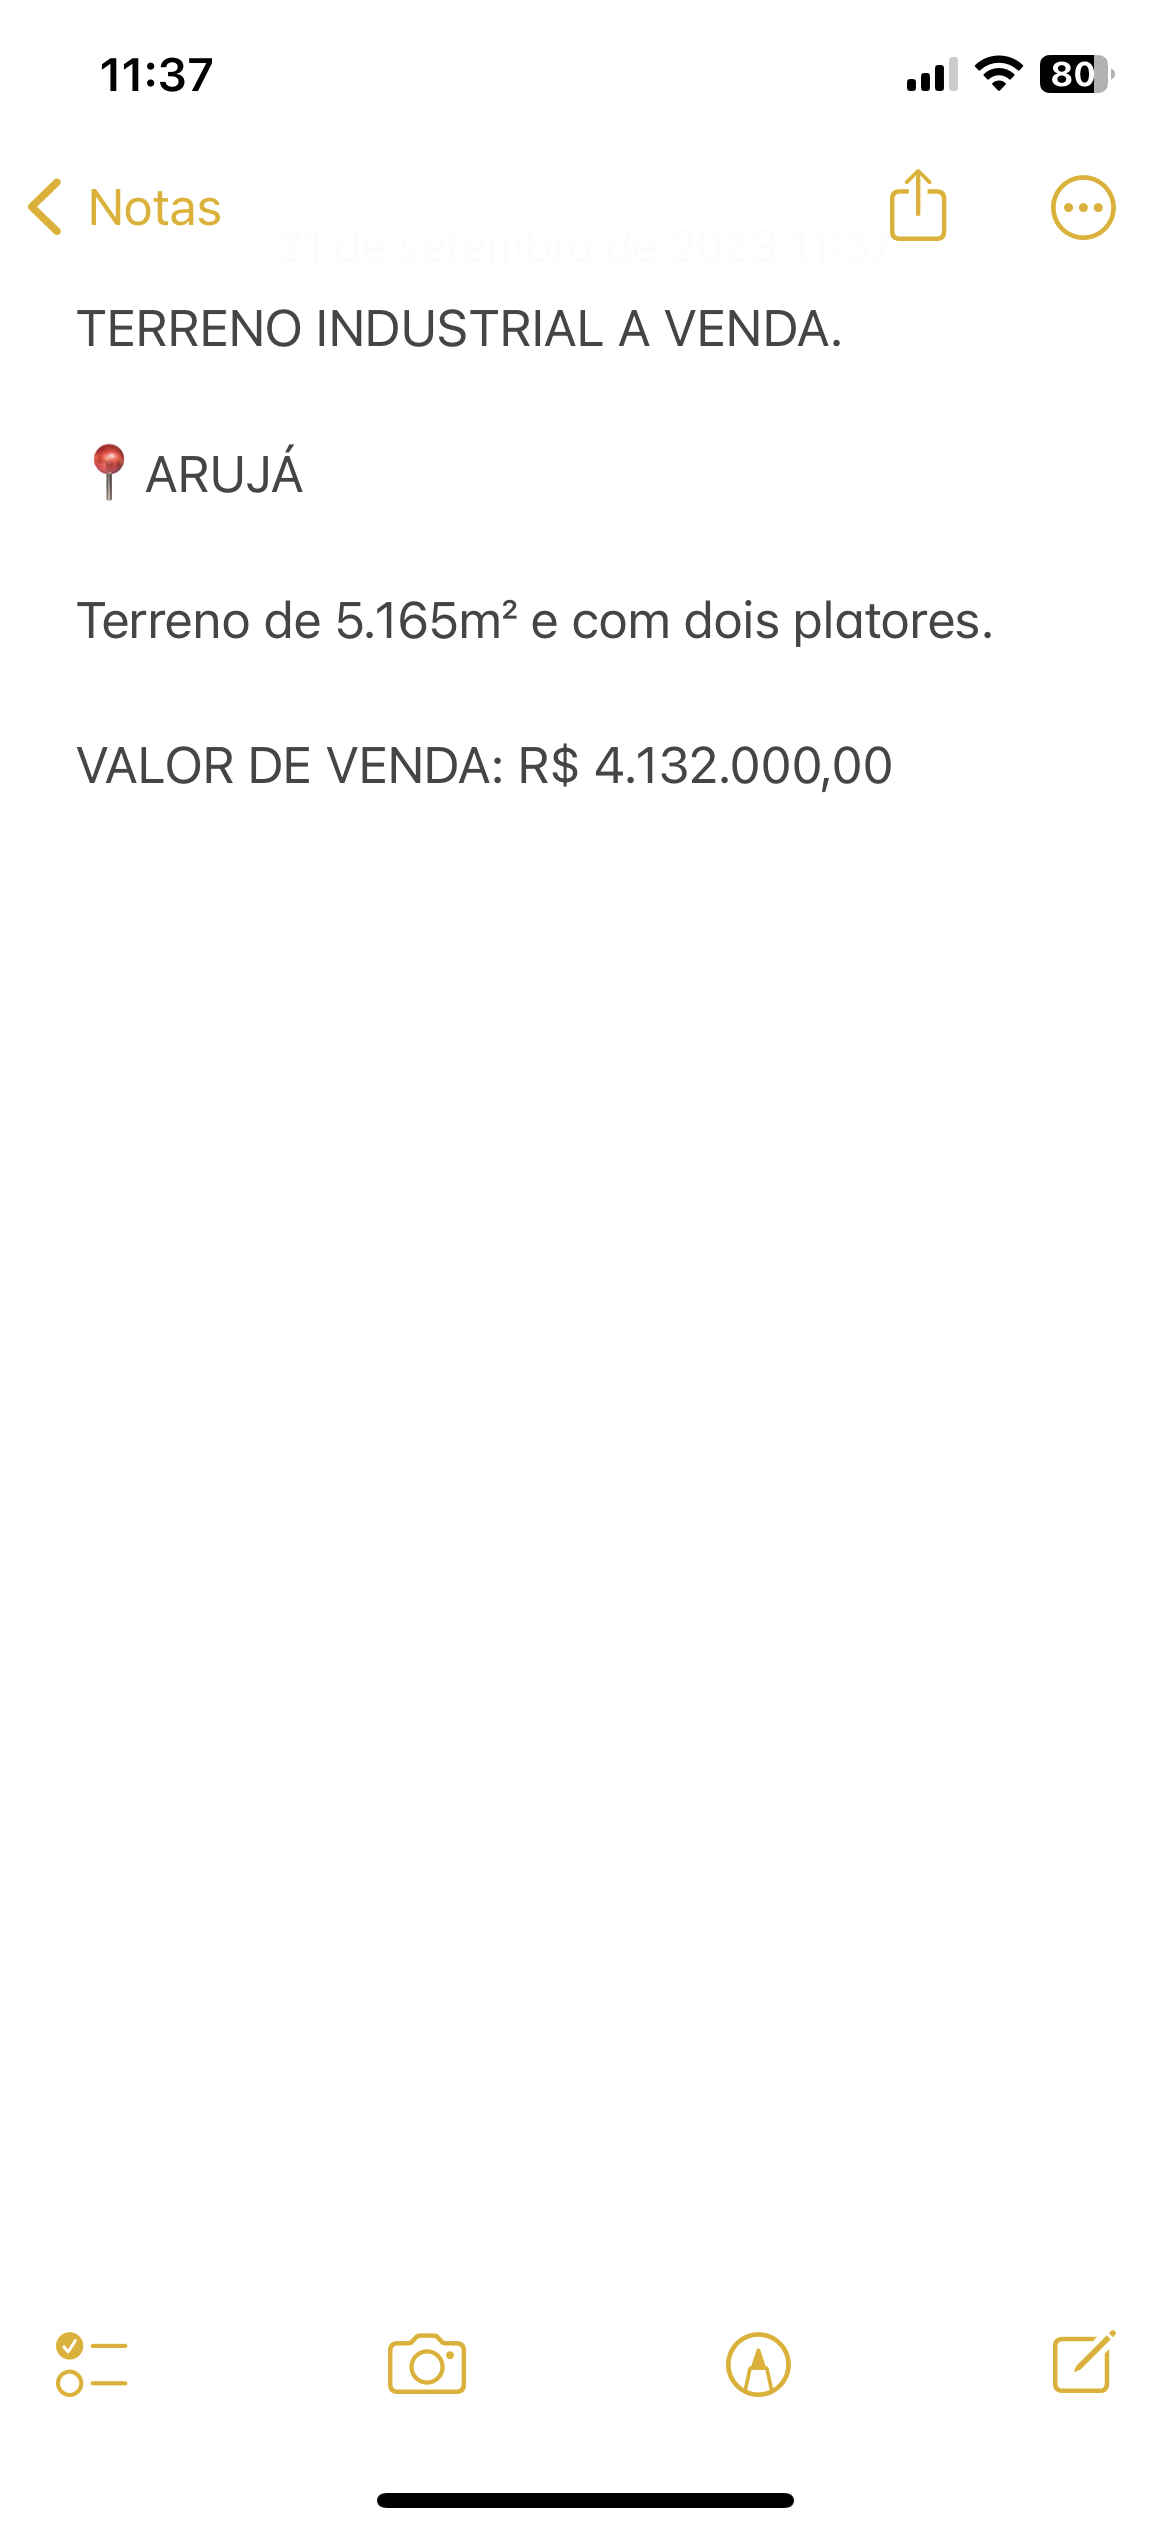 11:37
80
Notas
21 de setembro de 2023 11:37
TERRENO INDUSTRIAL A VENDA.
📍 ARUJÁ
Terreno de 5.165m² e com dois platores.
VALOR DE VENDA: R$ 4.132.000,00